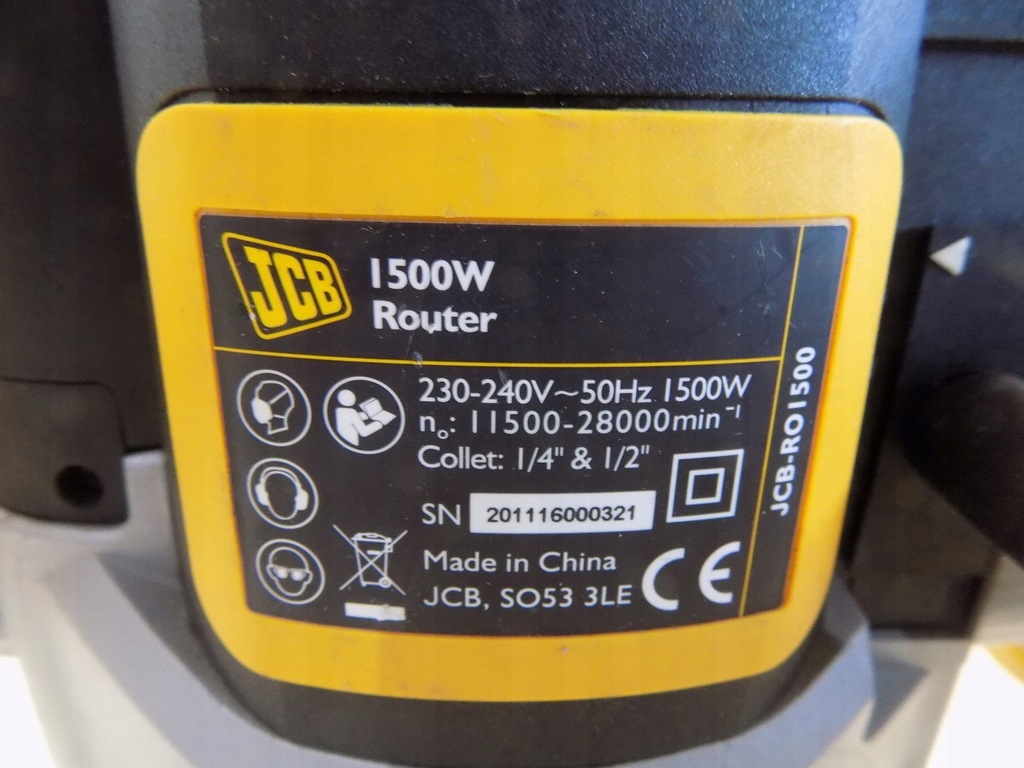 JCB
1500W
Router
230-240V~50Hz 1500W
n₀: 11500-28000min⁻¹
Collet: 1/4" & 1/2"
SN 201116000321
Made in China
JCB, SO53 3LE
CE
JCB-RO1500